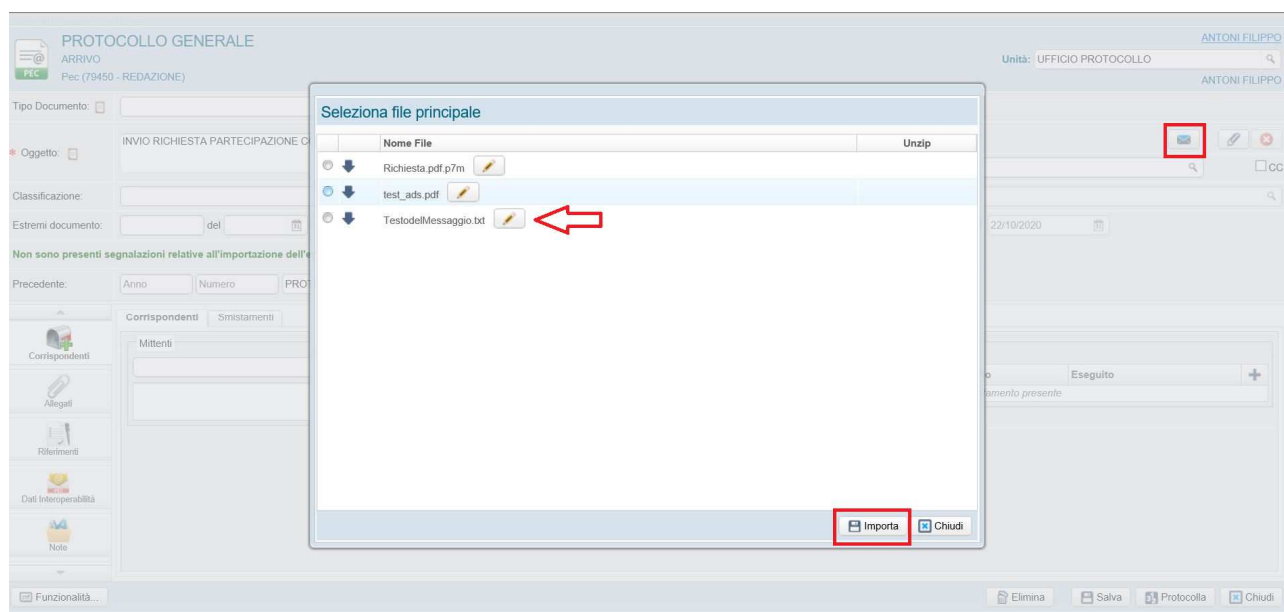 PROTOCOLLO GENERALE
ARRIVO
PEC
Pec (79450 - REDAZIONE)
ANTONI FILIPPO
Unità: UFFICIO PROTOCOLLO
ANTONI FILIPPO
Tipo Documento:
* Oggetto: INVIO RICHIESTA PARTECIPAZIONE
CC
Classificazione:
Estremi documento: del 22/10/2020
Non sono presenti segnalazioni relative all'importazione
Precedente: Anno Numero
Seleziona file principale
Nome File Unzip
Richiesta.pdf.p7m
test_ads.pdf
TestodelMessaggio.txt
Importa Chiudi
Corrispondenti Smistamenti
Mittenti
Eseguito
presente
Corrispondenti
Allegati
Riferimenti
Dati Interoperabilità
Note
Funzionalità... Elimina Salva Protocolla Chiudi